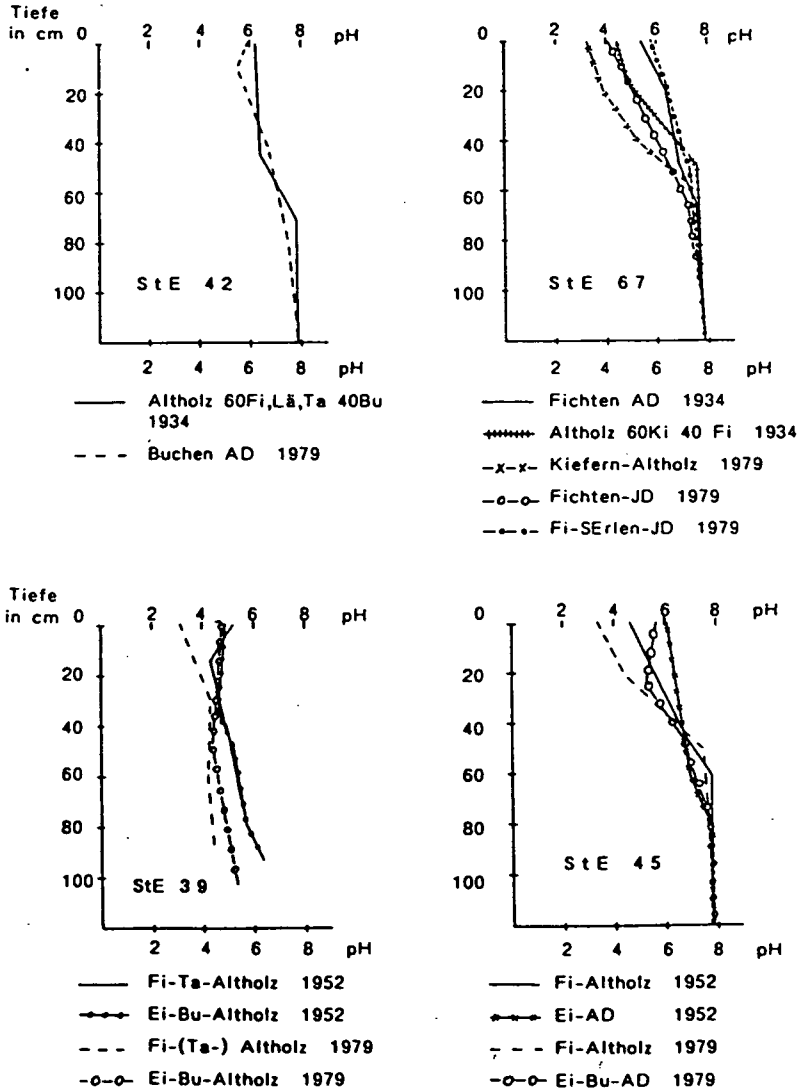 Tiefe
in cm
0 2 4 6 8 pH
20
40
60
80
100
StE 42
2 4 6 8 pH
Altholz 60Fi,Lä,Ta 40Bu
1934
Buchen AD 1979
0 2 4 6 8 pH
20
40
60
80
100
StE 67
2 4 6 8 pH
Fichten AD 1934
Altholz 60Ki 40 Fi 1934
Kiefern-Altholz 1979
Fichten-JD 1979
Fi-SErlen-JD 1979
Tiefe
in cm
0 2 4 6 8 pH
20
40
60
80
100
StE 39
2 4 6 8 pH
Fi-Ta-Altholz 1952
Ei-Bu-Altholz 1952
Fi-(Ta-) Altholz 1979
Ei-Bu-Altholz 1979
0 2 4 6 8 pH
20
40
60
80
100
StE 45
2 4 6 8 pH
Fi-Altholz 1952
Ei-AD 1952
Fi-Altholz 1979
Ei-Bu-AD 1979